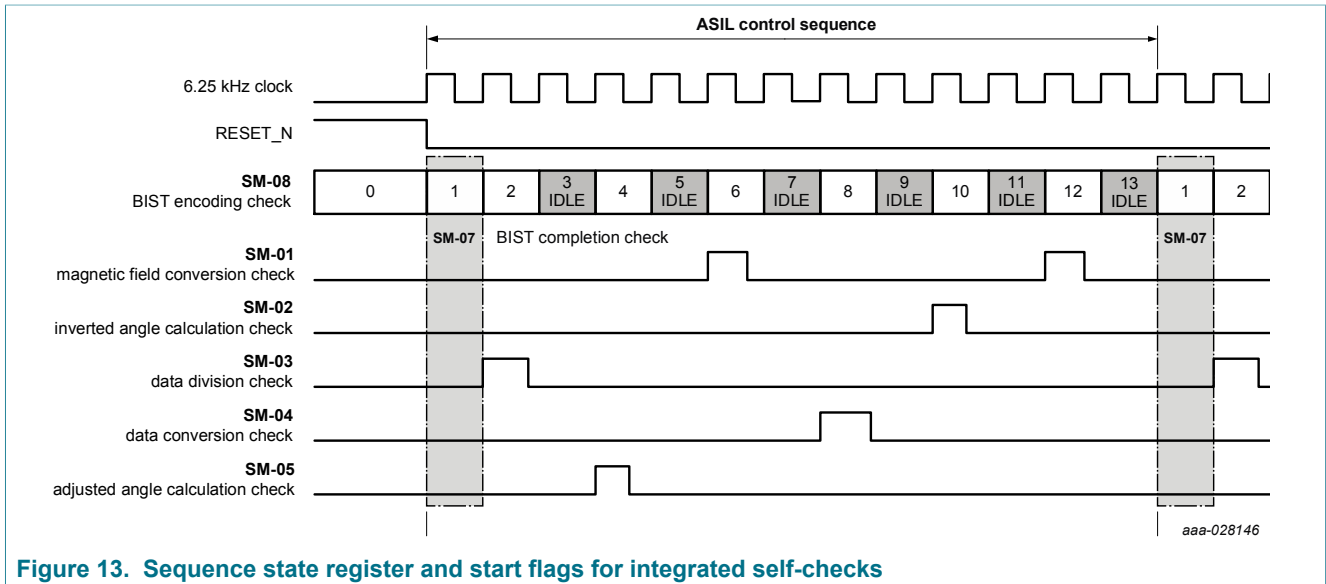 ASIL control sequence
6.25 kHz clock
RESET_N
SM-08
BIST encoding check
0 1 2 3 IDLE 4 5 IDLE 6 7 IDLE 8 9 IDLE 10 11 IDLE 12 13 IDLE 1 2
SM-07 BIST completion check SM-07
SM-01
magnetic field conversion check
SM-02
inverted angle calculation check
SM-03
data division check
SM-04
data conversion check
SM-05
adjusted angle calculation check
aaa-028146
Figure 13. Sequence state register and start flags for integrated self-checks